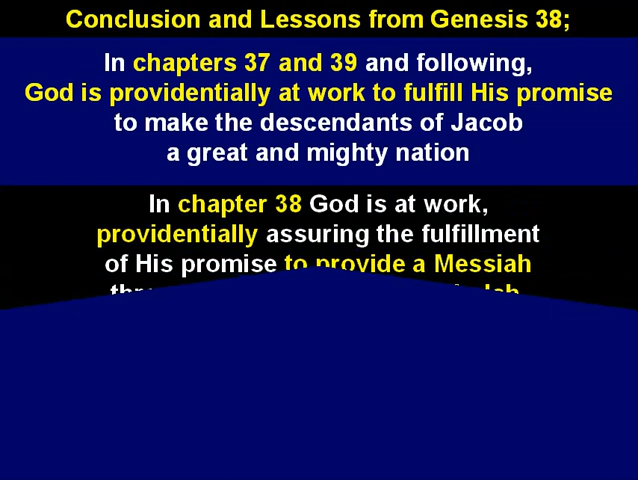 Conclusion and Lessons from Genesis 38;
In chapters 37 and 39 and following,
God is providentially at work to fulfill His promise
to make the descendants of Jacob
a great and mighty nation
In chapter 38 God is at work,
providentially assuring the fulfillment
of His promise to provide a Messiah